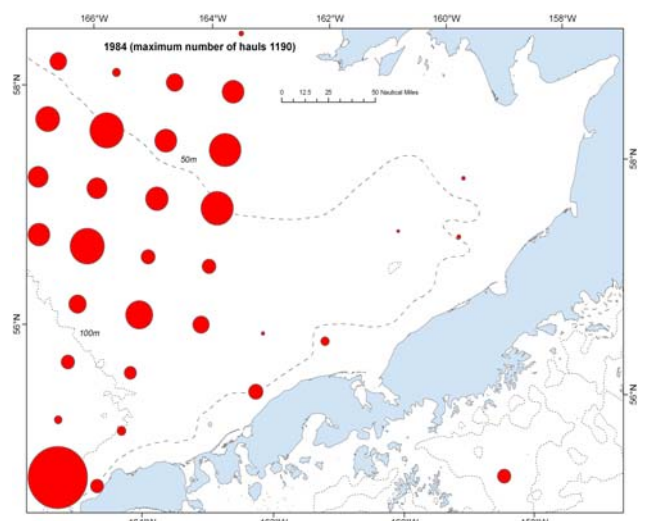 166°W 164°W 162°W 160°W 158°W
1984 (maximum number of hauls 1190)
58°N
0 12.5 25 50 Nautical Miles
50m
58°N
56°N
100m
56°N